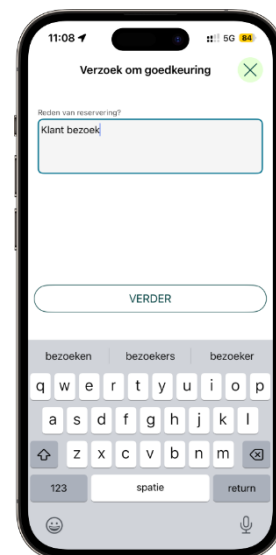 11:08 5G 84
Verzoek om goedkeuring
Reden van reservering?
Klant bezoek
VERDER
bezoeken bezoekers bezoeker
q w e r t y u i o p
a s d f g h j k l
z x c v b n m
123 spatie return